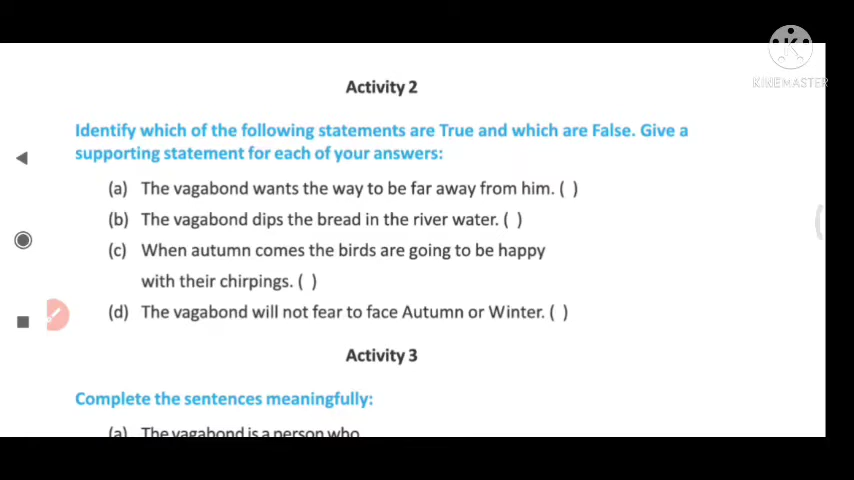 KINEMASTER
Activity 2
Identify which of the following statements are True and which are False. Give a
supporting statement for each of your answers:
(a) The vagabond wants the way to be far away from him. ( )
(b) The vagabond dips the bread in the river water. ( )
(c) When autumn comes the birds are going to be happy
with their chirpings. ( )
(d) The vagabond will not fear to face Autumn or Winter. ( )
Activity 3
Complete the sentences meaningfully:
(a) The vagabond is a person who